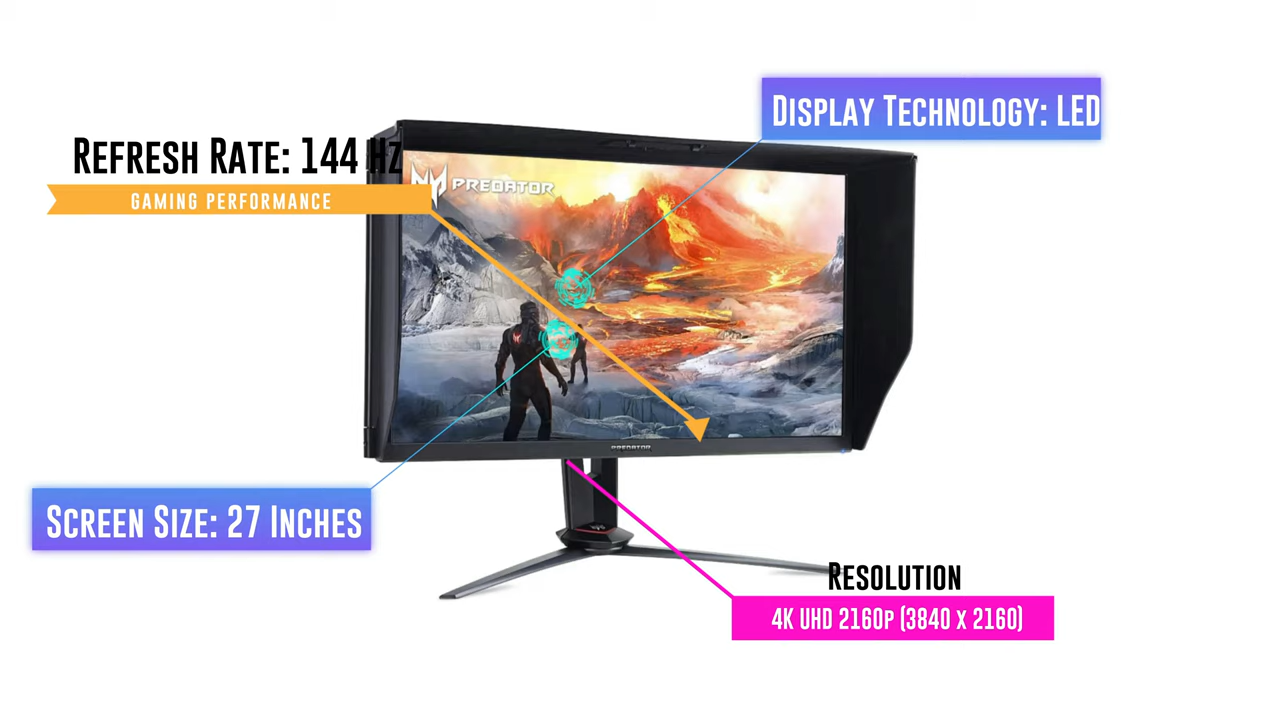 Display Technology: LED
Refresh Rate: 144 Hz
GAMING PERFORMANCE
PREDATOR
PREDATOR
Screen Size: 27 Inches
Resolution
4K UHD 2160p (3840 x 2160)